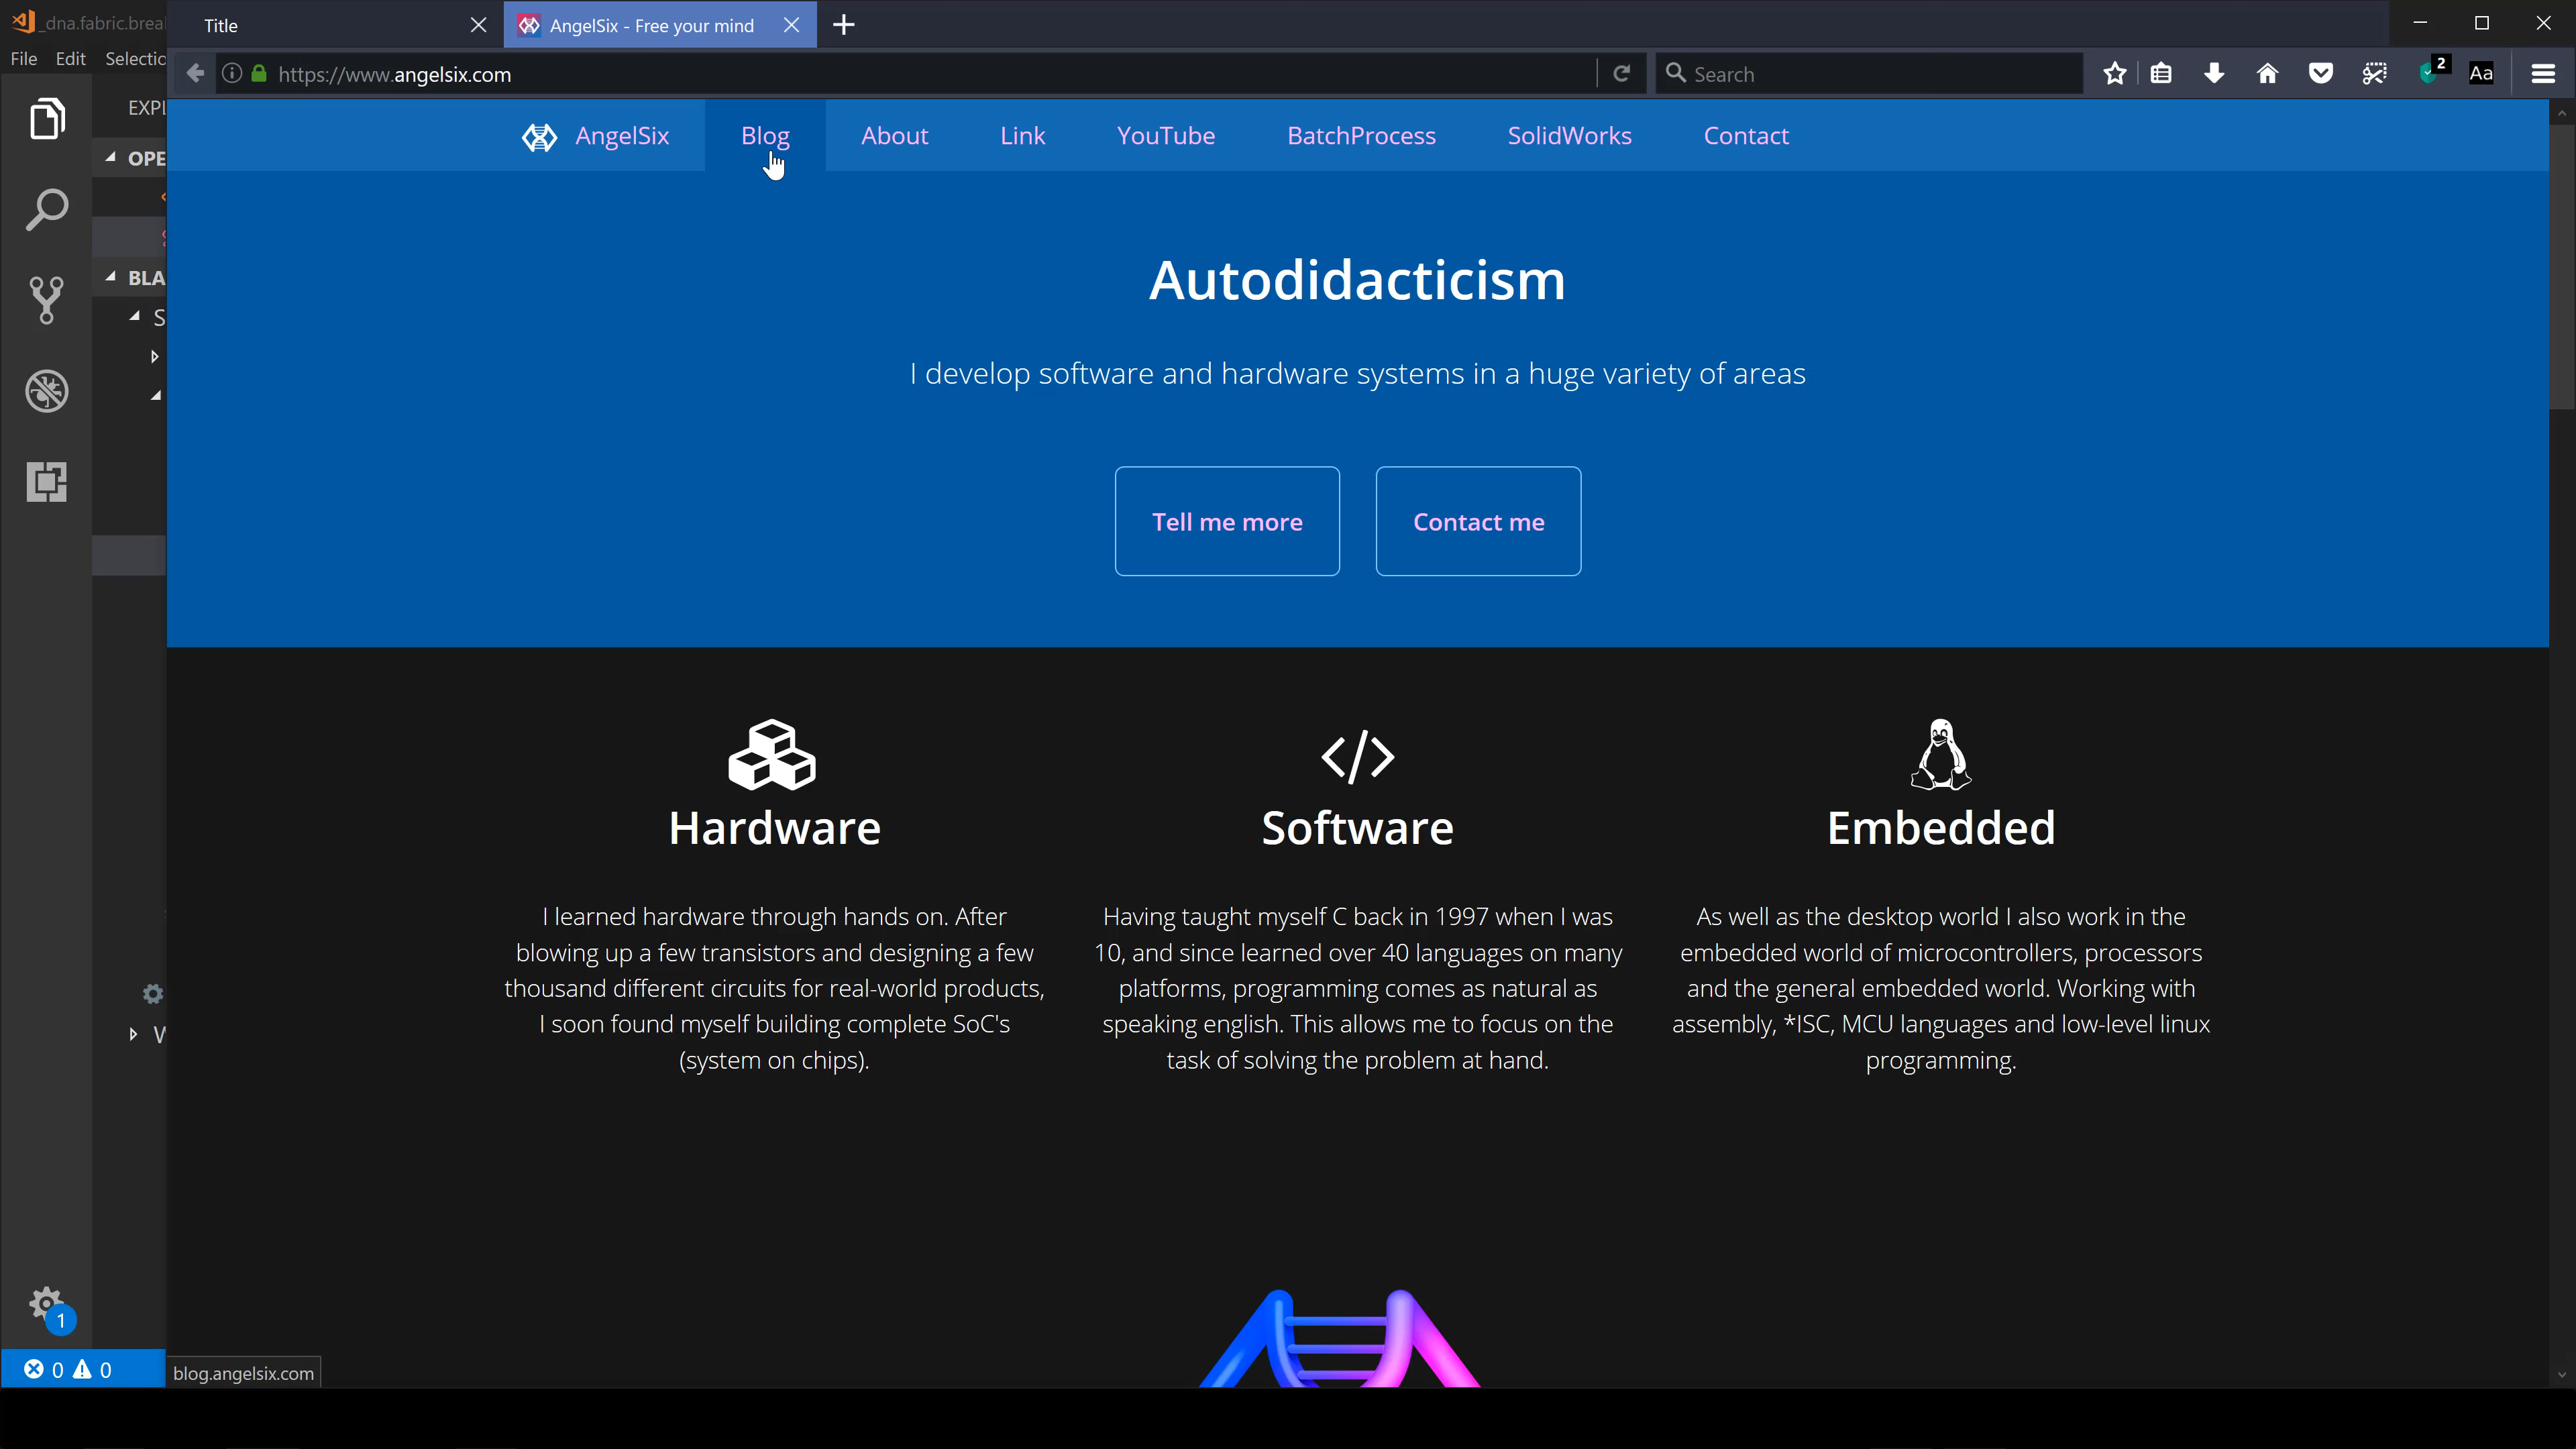 _dna.fabric.brea
Title
AngelSix - Free your mind
File Edit Selectio
https://www.angelsix.com
Search
2
Aa
EXPL
OPE
BLA
S
W
1
0 0
AngelSix Blog About Link YouTube BatchProcess SolidWorks Contact
Autodidacticism
I develop software and hardware systems in a huge variety of areas
Tell me more
Contact me
Hardware
I learned hardware through hands on. After
blowing up a few transistors and designing a few
thousand different circuits for real-world products,
I soon found myself building complete SoC's
(system on chips).
Software
Having taught myself C back in 1997 when I was
10, and since learned over 40 languages on many
platforms, programming comes as natural as
speaking english. This allows me to focus on the
task of solving the problem at hand.
Embedded
As well as the desktop world I also work in the
embedded world of microcontrollers, processors
and the general embedded world. Working with
assembly, *ISC, MCU languages and low-level linux
programming.
blog.angelsix.com